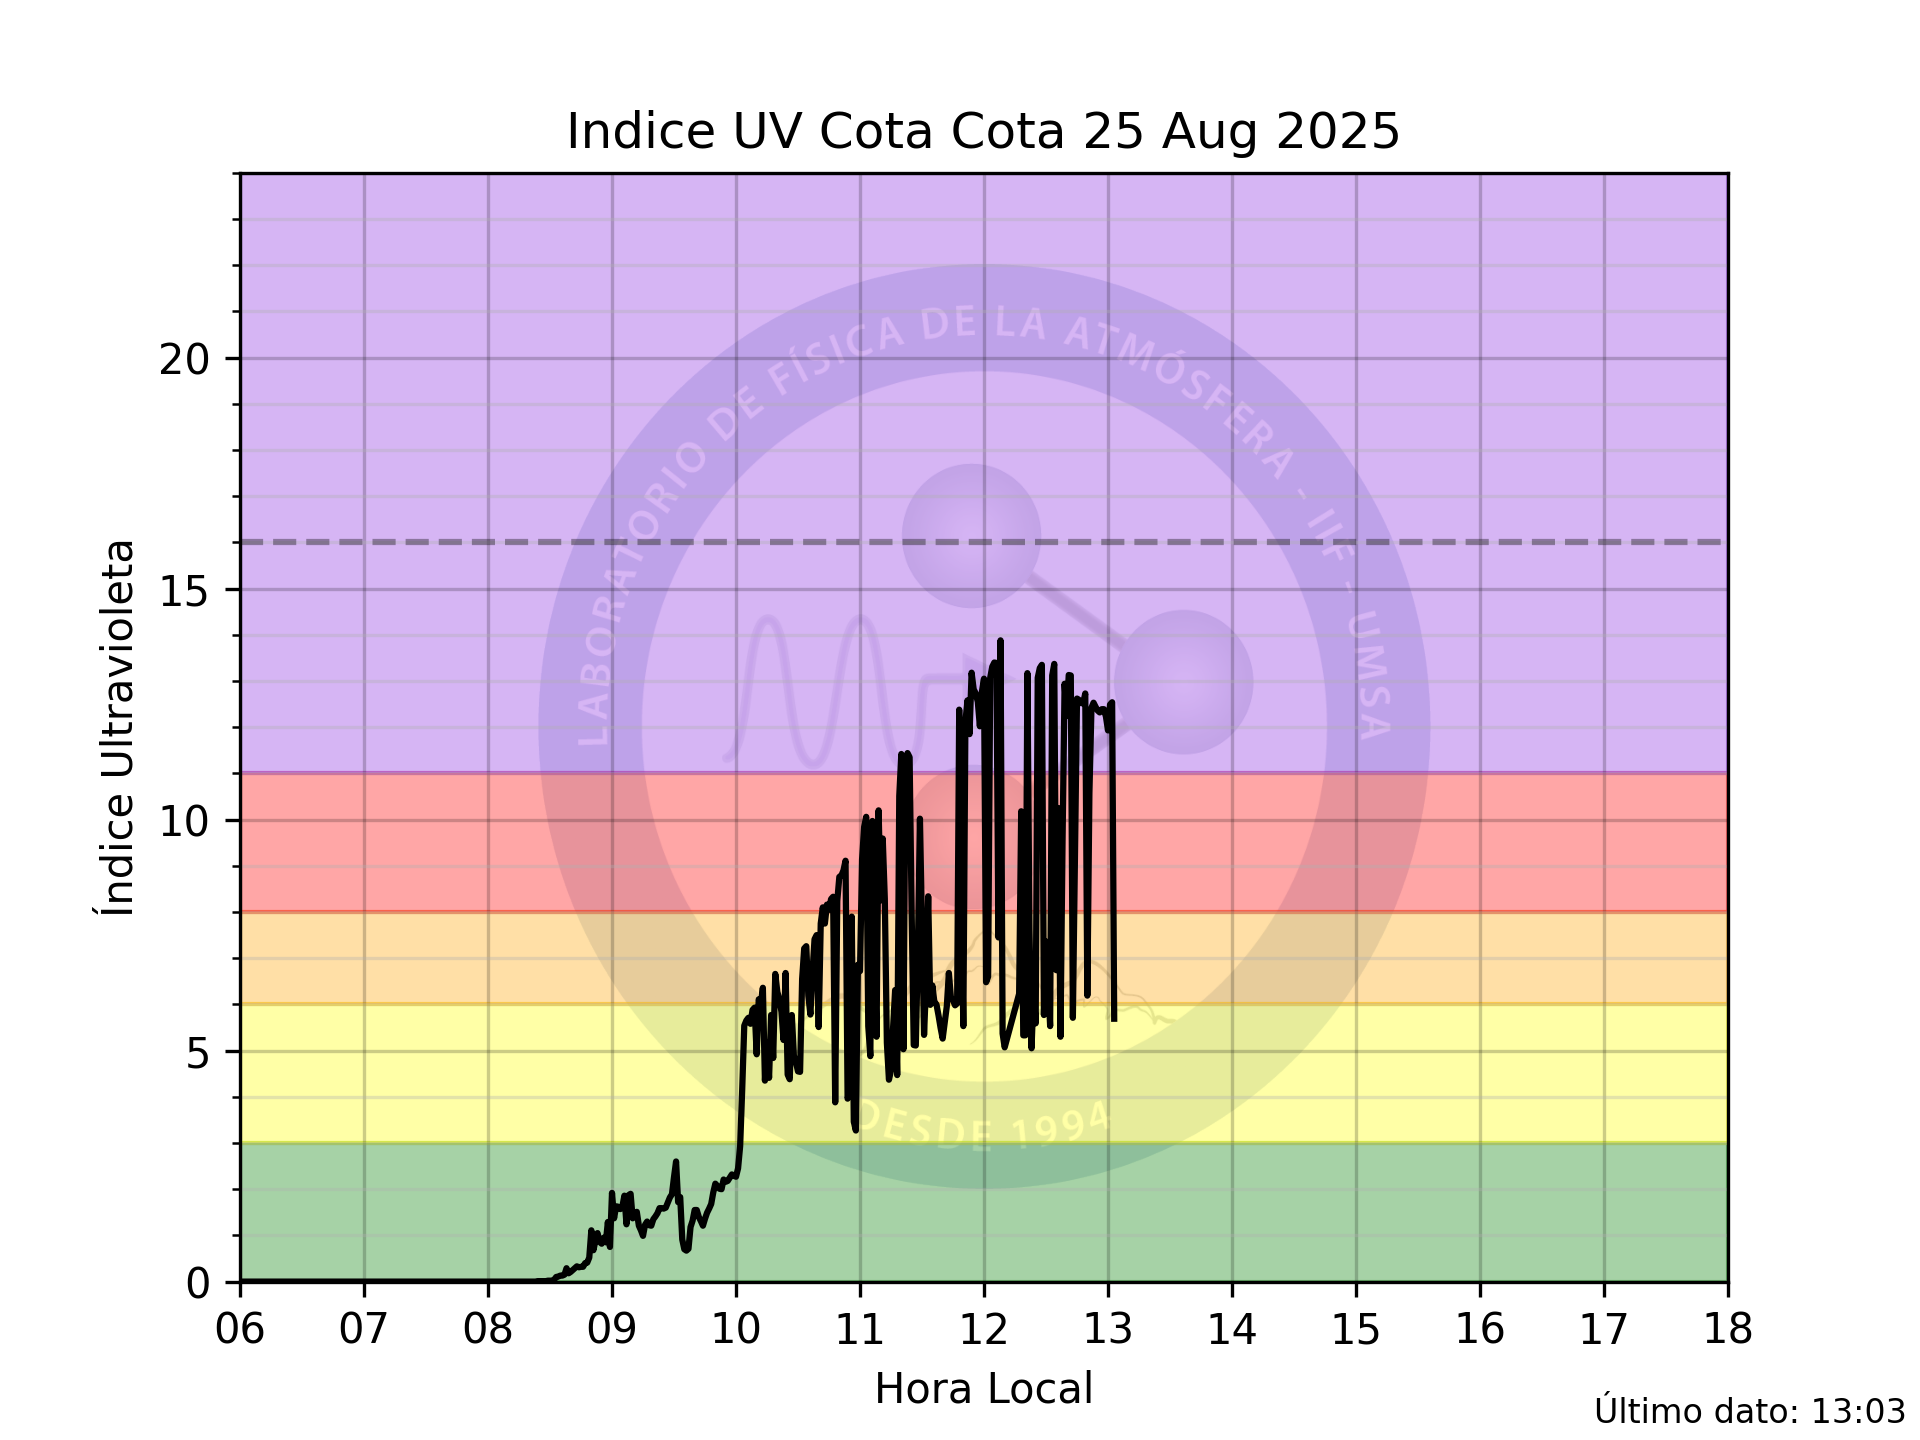 Indice UV Cota Cota 25 Aug 2025
Índice Ultravioleta
20
15
10
5
0
LABORATORIO DE FÍSICA DE LA ATMÓSFERA - IIF - UMSA
DESDE 1994
06 07 08 09 10 11 12 13 14 15 16 17 18
Hora Local
Último dato: 13:03